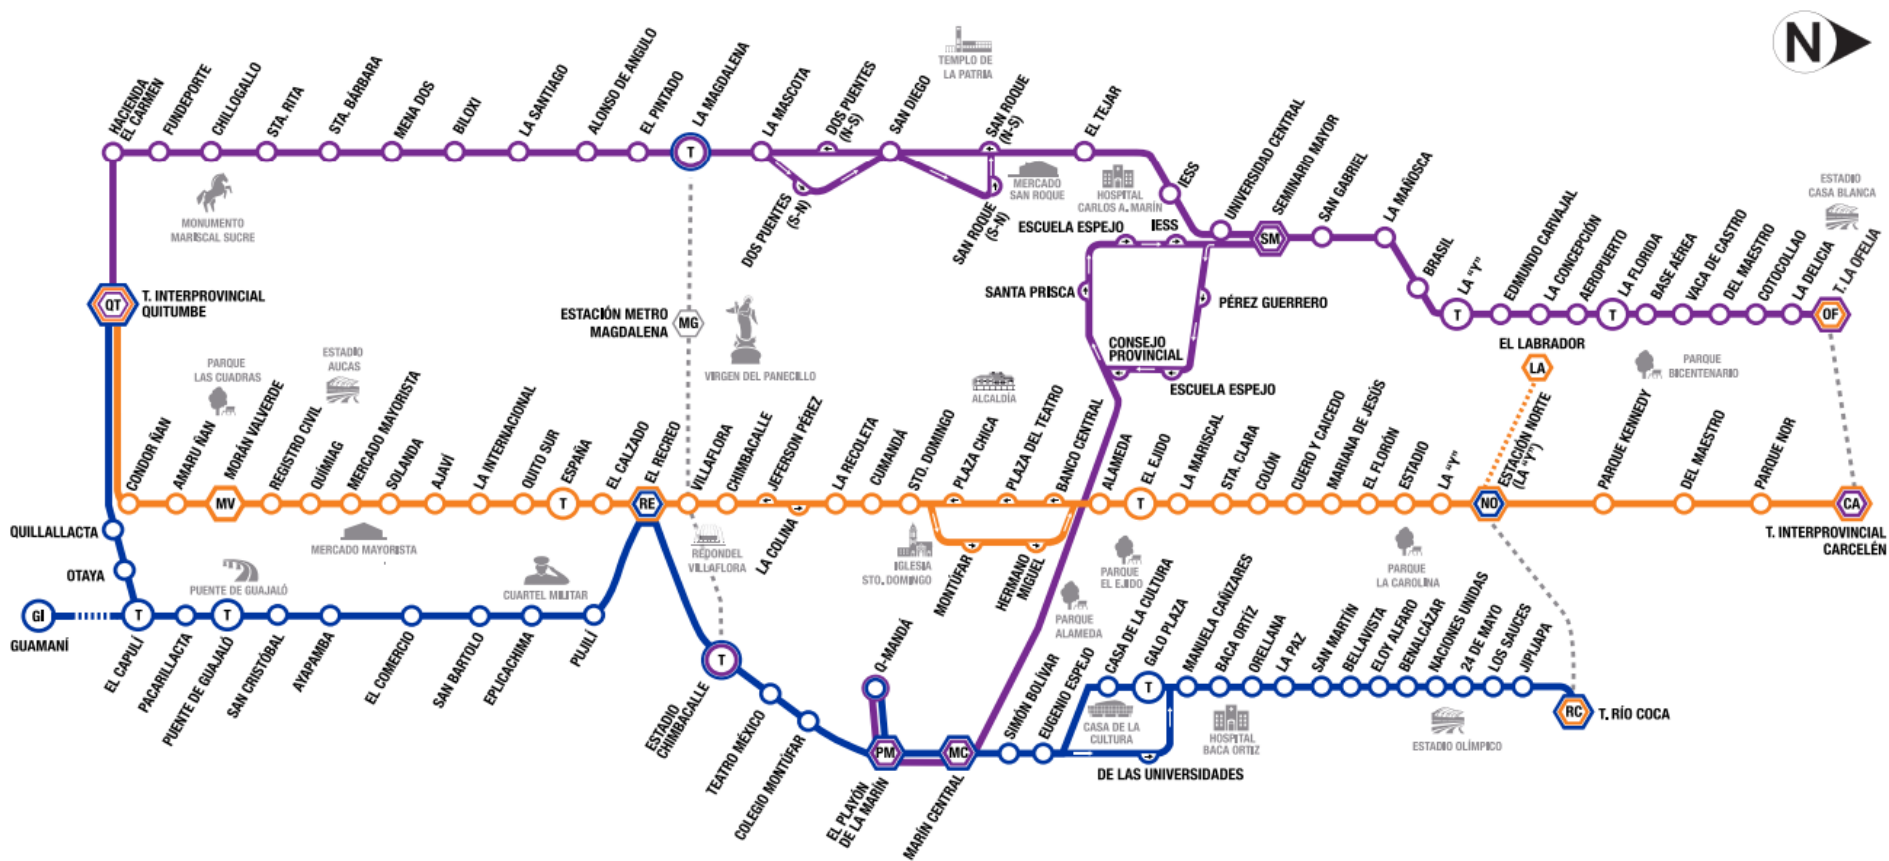 N
HACIENDA
EL CARMEN
FUNDEPORTE
CHILLOGALLO
STA. RITA
STA. BÁRBARA
MENA DOS
BILOXI
LA SANTIAGO
ALONSO DE ANGULO
EL PINTADO
LA MAGDALENA
T
LA MASCOTA
DOS PUENTES
(N-S)
DOS PUENTES
(S-N)
SAN DIEGO
TEMPLO DE
LA PATRIA
SAN ROQUE
(N-S)
SAN ROQUE
(S-N)
MERCADO
SAN ROQUE
EL TEJAR
HOSPITAL
CARLOS A. MARÍN
IESS
UNIVERSIDAD CENTRAL
SEMINARIO MAYOR
SM
SAN GABRIEL
LA MAÑOSCA
BRASIL
LA "Y"
T
EDMUNDO CARVAJAL
LA CONCEPCIÓN
AEROPUERTO
LA FLORIDA
T
BASE AÉREA
VACA DE CASTRO
DEL MAESTRO
COTOCOLLAO
LA DELICIA
T. LA OFELIA
OF
ESTADIO
CASA BLANCA
MONUMENTO
MARISCAL SUCRE
ESCUELA ESPEJO
IESS
SANTA PRISCA
PÉREZ GUERRERO
CONSEJO
PROVINCIAL
ESCUELA ESPEJO
QT
T. INTERPROVINCIAL
QUITUMBE
ESTACIÓN METRO
MAGDALENA
MG
VIRGEN DEL PANECILLO
ALCALDÍA
EL LABRADOR
LA
PARQUE
BICENTENARIO
PARQUE
LAS CUADRAS
ESTADIO
AUCAS
CONDOR ÑAN
AMARU ÑAN
MORÁN VALVERDE
MV
REGISTRO CIVIL
QUÍMIAG
MERCADO MAYORISTA
SOLANDA
AJAVÍ
LA INTERNACIONAL
QUITO SUR
ESPAÑA
T
EL CALZADO
EL RECREO
RE
VILLAFLORA
CHIMBACALLE
JEFFERSON PÉREZ
LA COLINA
LA RECOLETA
CUMANDÁ
STO. DOMINGO
PLAZA CHICA
PLAZA DEL TEATRO
BANCO CENTRAL
MONTÚFAR
HERMANO
MIGUEL
ALAMEDA
EL EJIDO
T
LA MARISCAL
STA. CLARA
COLÓN
CUERO Y CAICEDO
MARIANA DE JESÚS
EL FLORÓN
ESTADIO
LA "Y"
ESTACIÓN NORTE
(LA "Y")
NO
PARQUE KENNEDY
DEL MAESTRO
PARQUE NOR
CA
T. INTERPROVINCIAL
CARCELÉN
MERCADO MAYORISTA
REDONDEL
VILLAFLORA
IGLESIA
STO. DOMINGO
PARQUE
EL EJIDO
PARQUE
LA CAROLINA
PARQUE
ALAMEDA
QUILLALLACTA
OTAYA
GI
GUAMANÍ
T
EL CAPULÍ
PACARILLACTA
T
PUENTE DE GUAJALÓ
PUENTE DE GUAJALÓ
SAN CRISTÓBAL
AYAPAMBA
EL COMERCIO
SAN BARTOLO
EPLICACHIMA
PUJILÍ
CUARTEL MILITAR
T
ESTADIO
CHIMBACALLE
TEATRO MÉXICO
COLEGIO MONTÚFAR
Q-MANDÁ
PM
EL PLAYÓN
DE LA MARÍN
MC
MARÍN CENTRAL
SIMÓN BOLÍVAR
EUGENIO ESPEJO
CASA DE LA CULTURA
GALO PLAZA
T
CASA DE LA
CULTURA
DE LAS UNIVERSIDADES
MANUELA CAÑIZARES
BACA ORTÍZ
ORELLANA
LA PAZ
SAN MARTÍN
BELLAVISTA
ELOY ALFARO
BENALCÁZAR
NACIONES UNIDAS
24 DE MAYO
LOS SAUCES
JIPIJAPA
HOSPITAL
BACA ORTIZ
ESTADIO OLÍMPICO
RC
T. RÍO COCA